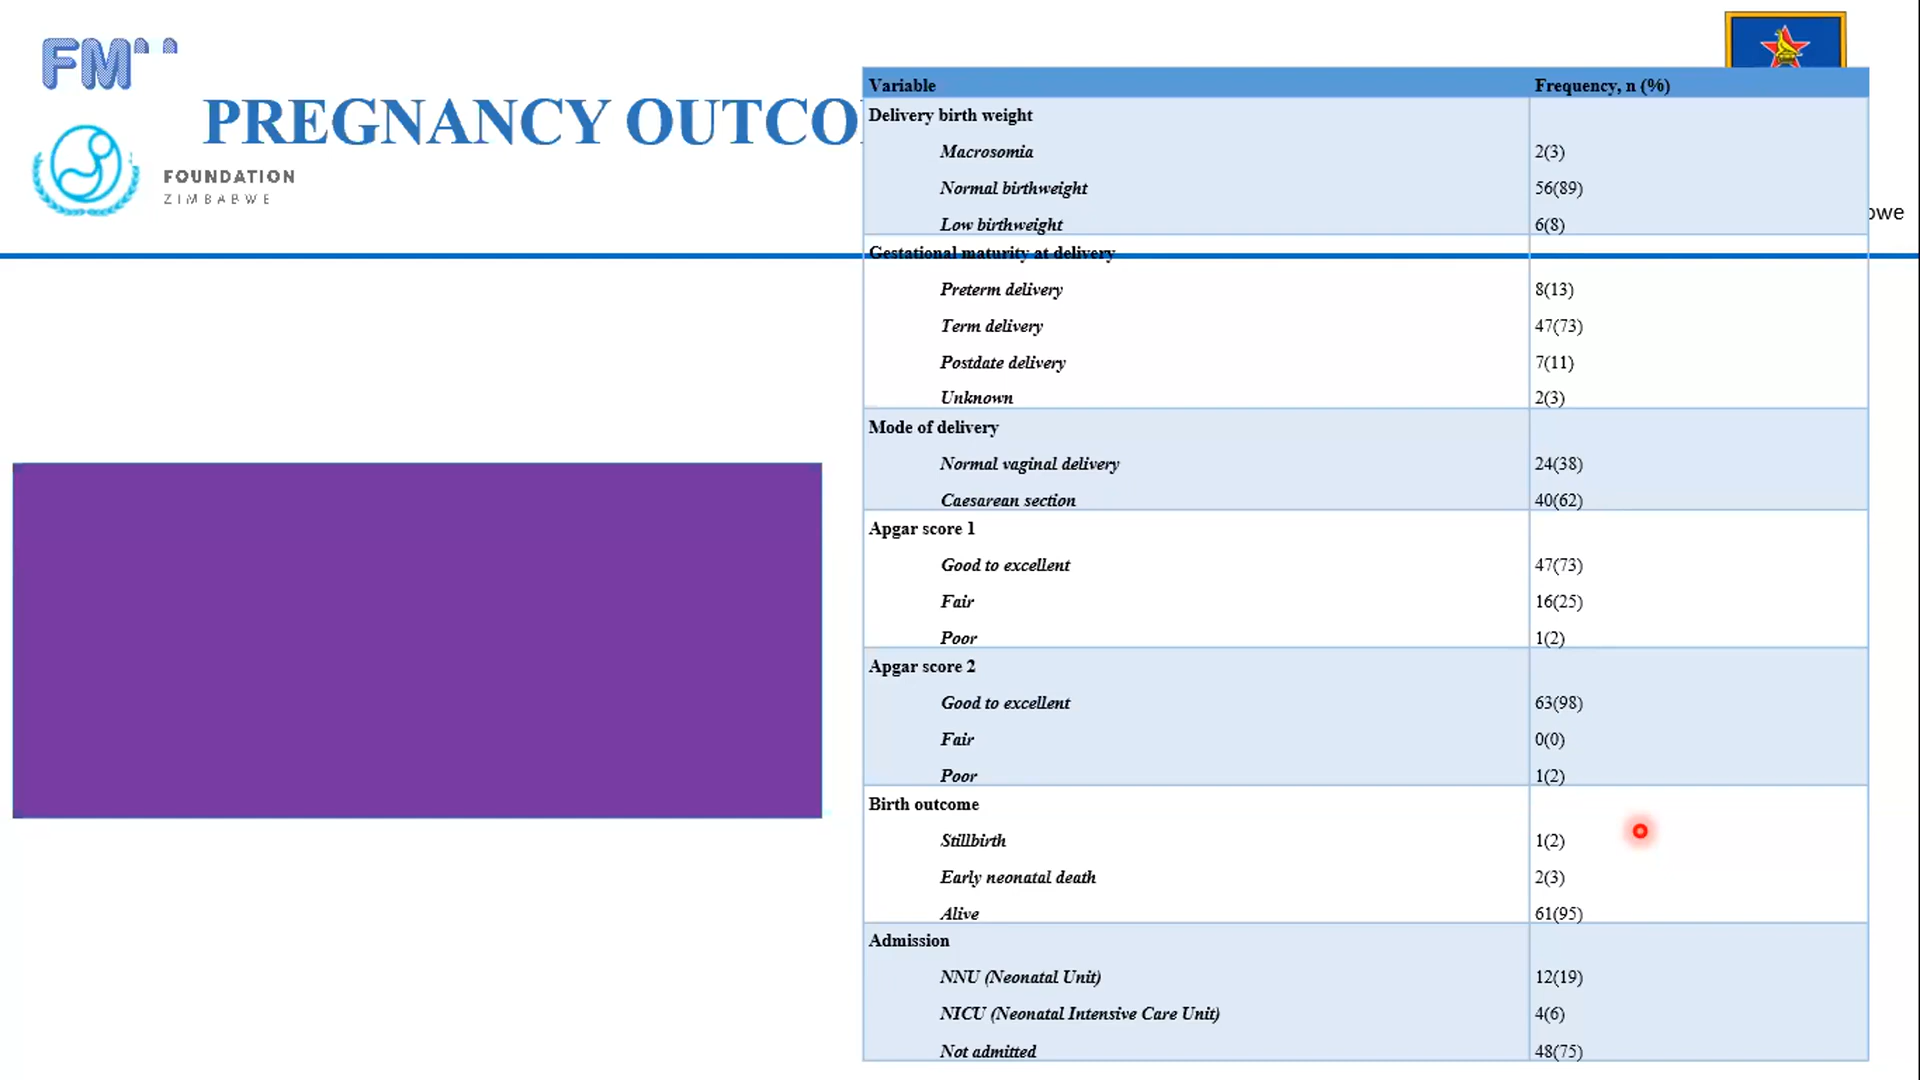 FM
PREGNANCY OUTCO
FOUNDATION
ZIMBABWE
owe
Variable Frequency, n (%)
Delivery birth weight
Macrosomia 2(3)
Normal birthweight 56(89)
Low birthweight 6(8)
Gestational maturity at delivery
Preterm delivery 8(13)
Term delivery 47(73)
Postdate delivery 7(11)
Unknown 2(3)
Mode of delivery
Normal vaginal delivery 24(38)
Caesarean section 40(62)
Apgar score 1
Good to excellent 47(73)
Fair 16(25)
Poor 1(2)
Apgar score 2
Good to excellent 63(98)
Fair 0(0)
Poor 1(2)
Birth outcome
Stillbirth 1(2)
Early neonatal death 2(3)
Alive 61(95)
Admission
NNU (Neonatal Unit) 12(19)
NICU (Neonatal Intensive Care Unit) 4(6)
Not admitted 48(75)